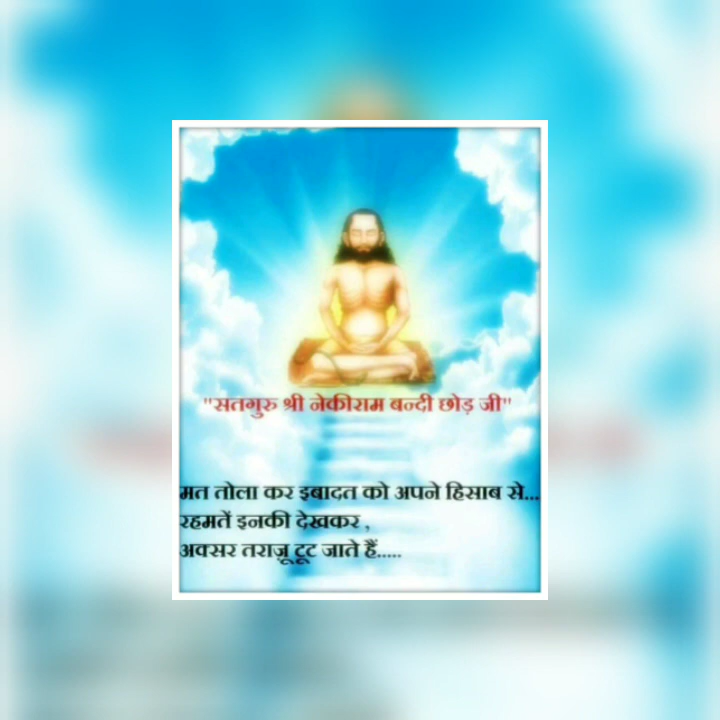 "सतगुरु श्री नेकीराम बन्दी छोड़ जी"
मत तोला कर इबादत को अपने हिसाब से...
रहमतें इनकी देखकर ,
अक्सर तराज़ू टूट जाते हैं.....